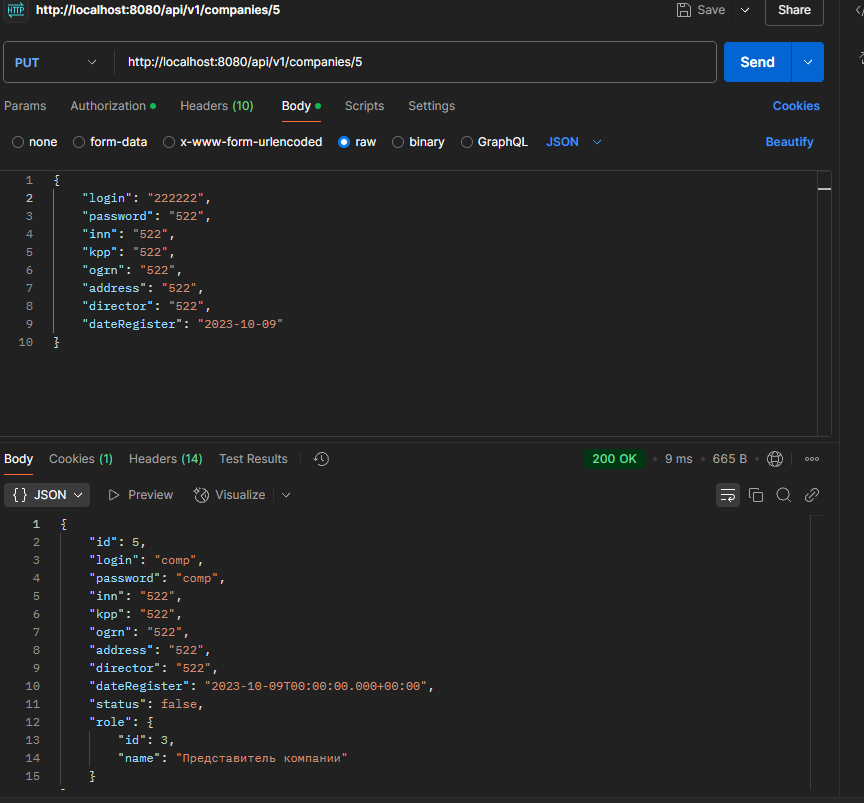 HTTP http://localhost:8080/api/v1/companies/5 Save Share
PUT http://localhost:8080/api/v1/companies/5 Send
Params Authorization Headers (10) Body Scripts Settings Cookies
none form-data x-www-form-urlencoded raw binary GraphQL JSON Beautify
1 {
2 "login": "222222",
3 "password": "522",
4 "inn": "522",
5 "kpp": "522",
6 "ogrn": "522",
7 "address": "522",
8 "director": "522",
9 "dateRegister": "2023-10-09"
10 }
Body Cookies (1) Headers (14) Test Results 200 OK • 9 ms • 665 B •
{} JSON Preview Visualize
1 {
2 "id": 5,
3 "login": "comp",
4 "password": "comp",
5 "inn": "522",
6 "kpp": "522",
7 "ogrn": "522",
8 "address": "522",
9 "director": "522",
10 "dateRegister": "2023-10-09T00:00:00.000+00:00",
11 "status": false,
12 "role": {
13 "id": 3,
14 "name": "Представитель компании"
15 }